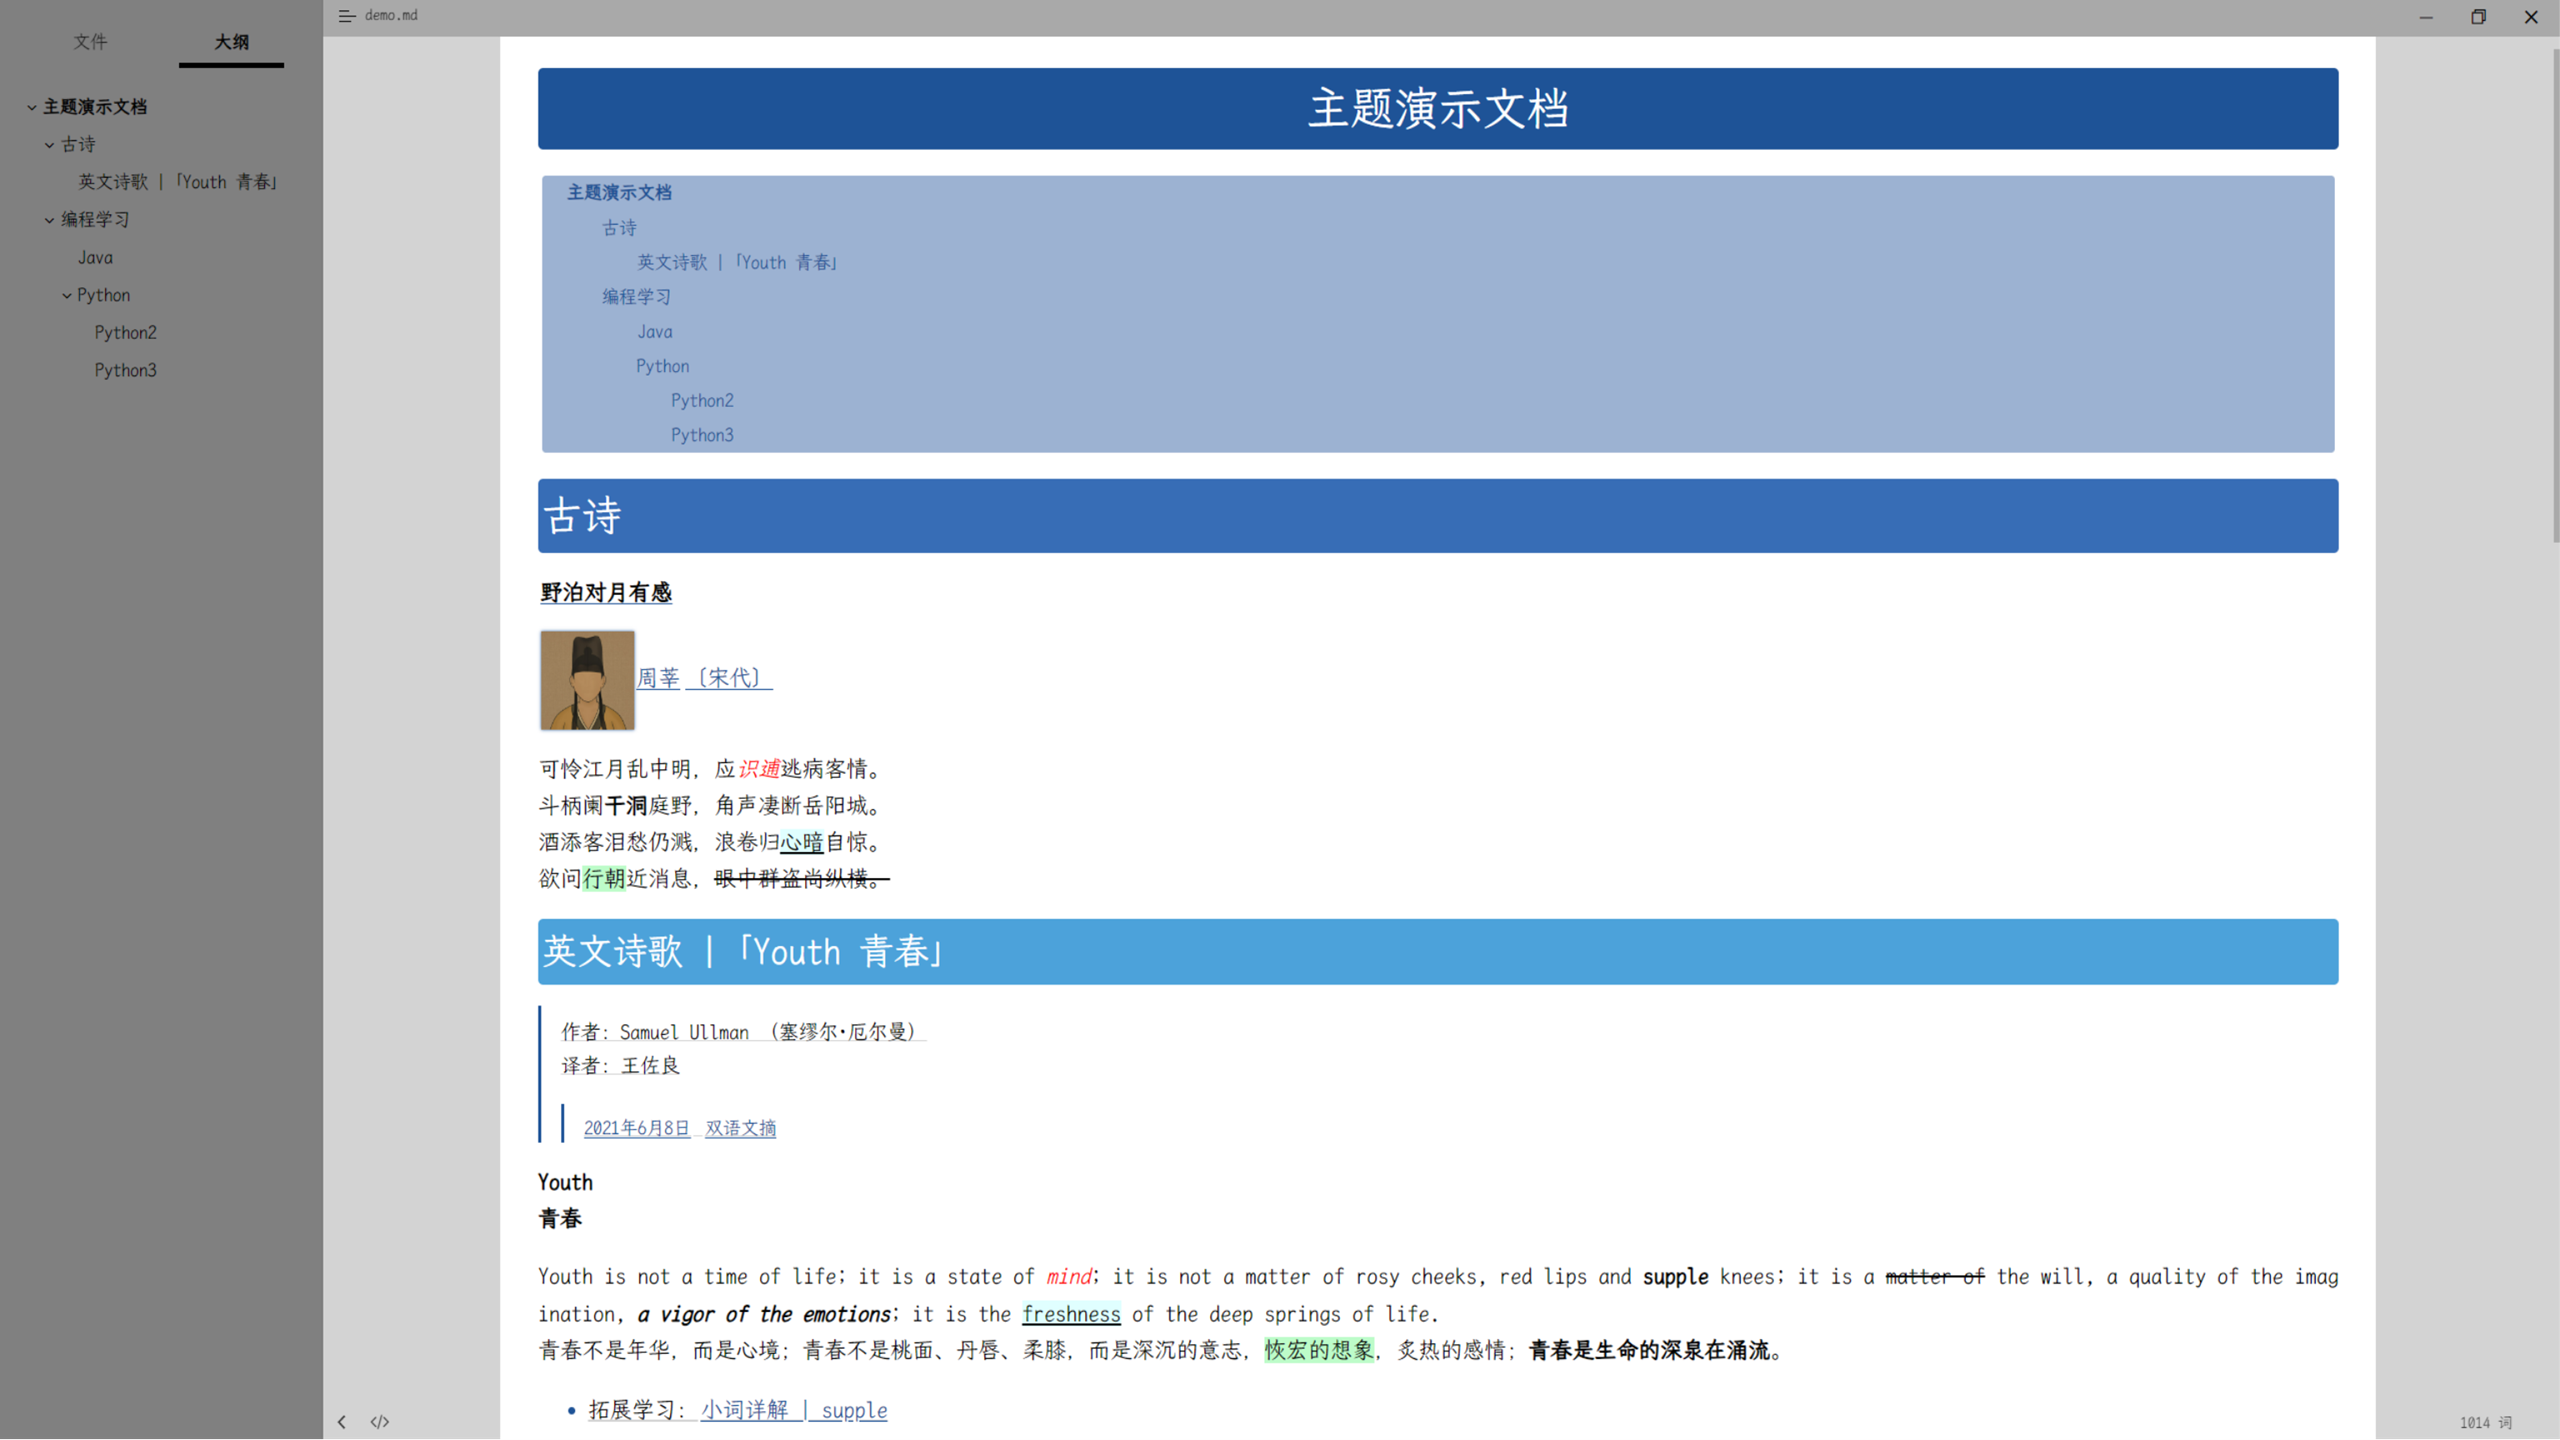 文件 大纲
主题演示文档
古诗
英文诗歌 |「Youth 青春」
编程学习
Java
Python
Python2
Python3
demo.md
主题演示文档
主题演示文档
古诗
英文诗歌 |「Youth 青春」
编程学习
Java
Python
Python2
Python3
古诗
野泊对月有感
周莘 〔宋代〕
可怜江月乱中明，应识逋逃病客情。
斗柄阑干洞庭野，角声凄断岳阳城。
酒添客泪愁仍溅，浪卷归心暗自惊。
欲问行朝近消息，眼中群盗尚纵横。
英文诗歌 |「Youth 青春」
作者：Samuel Ullman （塞缪尔·厄尔曼）
译者：王佐良
2021年6月8日 双语文摘
Youth
青春
Youth is not a time of life; it is a state of mind; it is not a matter of rosy cheeks, red lips and supple knees; it is a matter of the will, a quality of the imag
ination, a vigor of the emotions; it is the freshness of the deep springs of life.
青春不是年华，而是心境；青春不是桃面、丹唇、柔膝，而是深沉的意志，恢宏的想象，炙热的感情；青春是生命的深泉在涌流。
拓展学习： 小词详解 | supple
1014 词